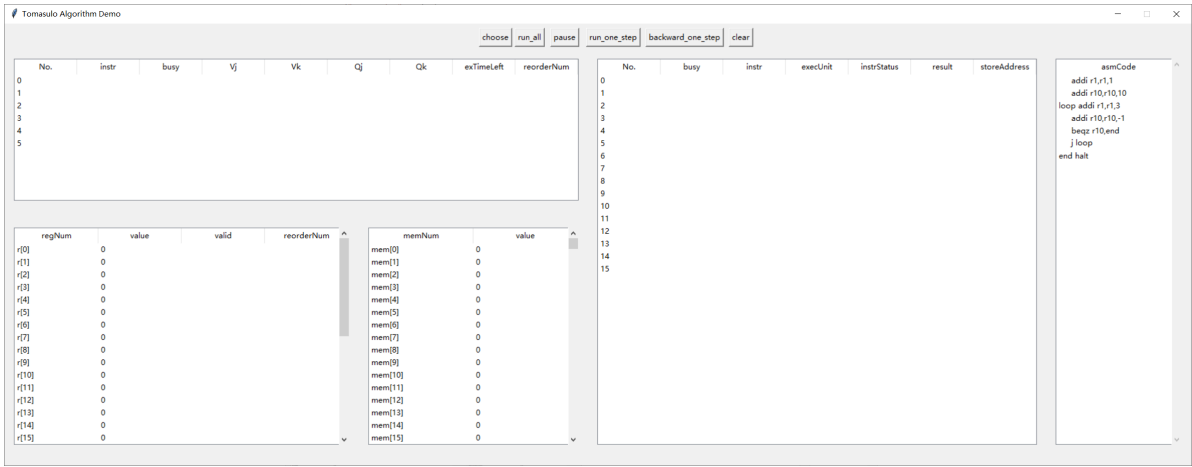 Tomasulo Algorithm Demo
choose run_all pause run_one_step backward_one_step clear
No. instr busy Vj Vk Qj Qk exTimeLeft reorderNum
0
1
2
3
4
5
regNum value valid reorderNum
r[0] 0
r[1] 0
r[2] 0
r[3] 0
r[4] 0
r[5] 0
r[6] 0
r[7] 0
r[8] 0
r[9] 0
r[10] 0
r[11] 0
r[12] 0
r[13] 0
r[14] 0
r[15] 0
memNum value
mem[0] 0
mem[1] 0
mem[2] 0
mem[3] 0
mem[4] 0
mem[5] 0
mem[6] 0
mem[7] 0
mem[8] 0
mem[9] 0
mem[10] 0
mem[11] 0
mem[12] 0
mem[13] 0
mem[14] 0
mem[15] 0
No. busy instr execUnit instrStatus result storeAddress
0
1
2
3
4
5
6
7
8
9
10
11
12
13
14
15
asmCode
addi r1,r1,1
addi r10,r10,10
loop addi r1,r1,3
addi r10,r10,-1
beqz r10,end
j loop
end halt